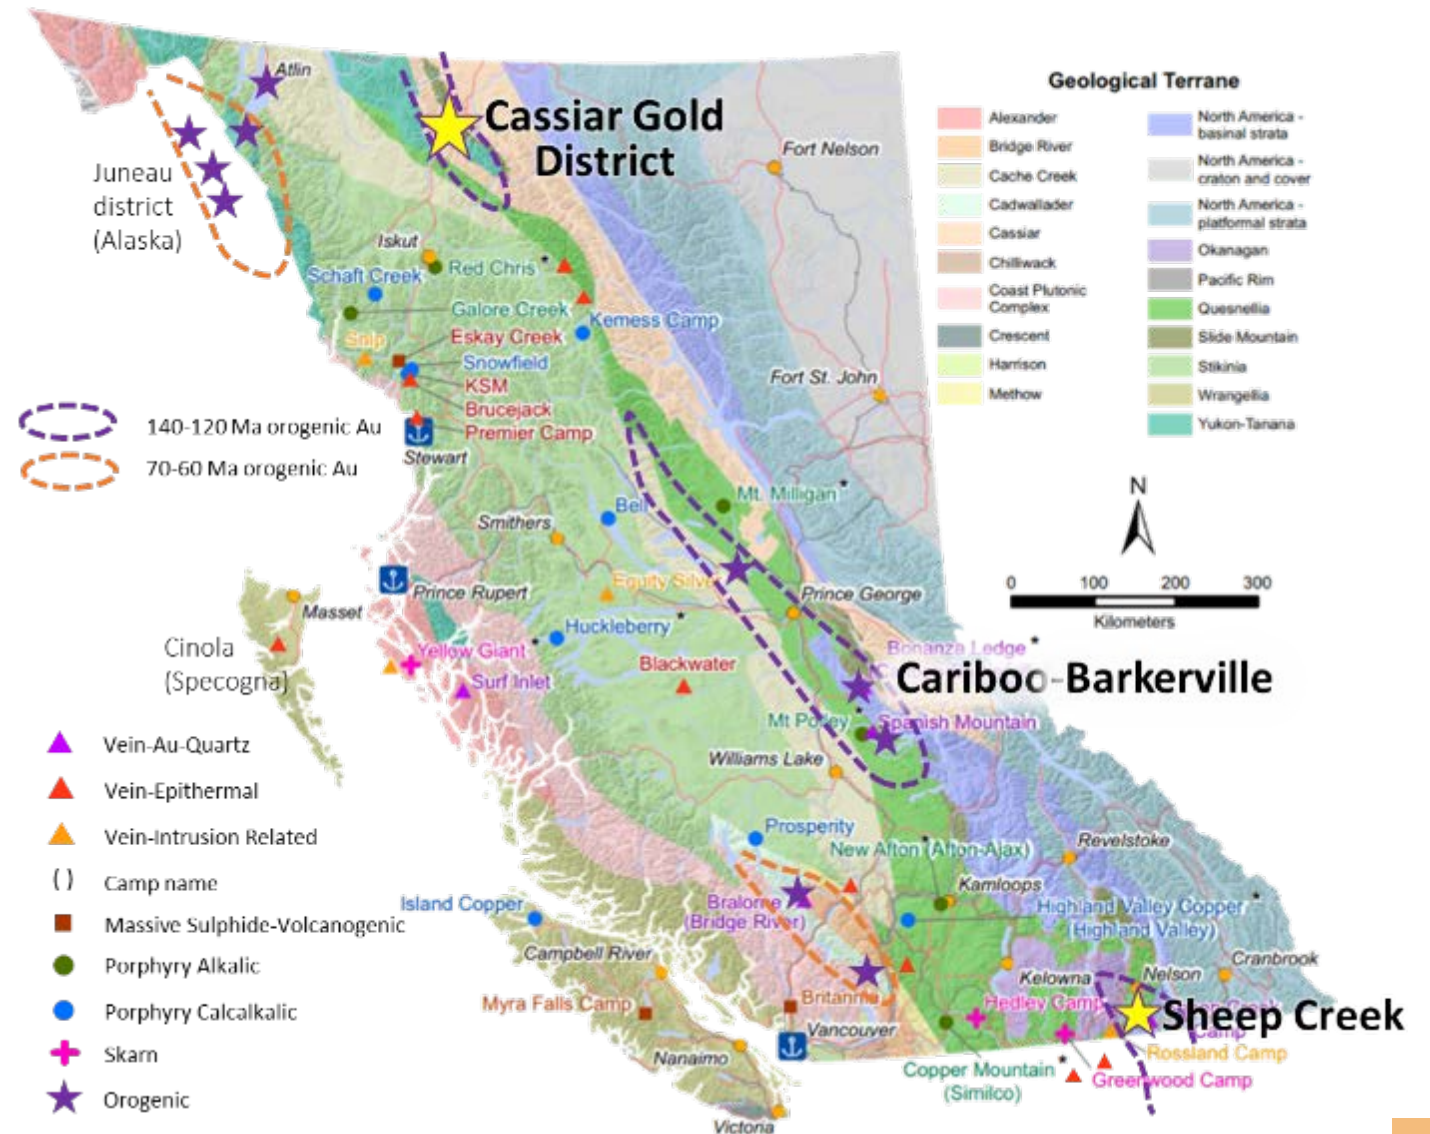 Geological Terrane
Alexander
Bridge River
Cache Creek
Cadwallader
Cassiar
Chilliwack
Coast Plutonic
Complex
Crescent
Harrison
Methow
North America -
basinal strata
North America -
craton and cover
North America -
platformal strata
Okanagan
Pacific Rim
Quesnellia
Slide Mountain
Stikinia
Wrangellia
Yukon-Tanana
N
0 100 200 300
Kilometers
Atlin
Cassiar Gold
District
Fort Nelson
Juneau
district
(Alaska)
Iskut
Red Chris *
Schaft Creek
Galore Creek
Kemess Camp
Snip
Eskay Creek
Snowfield
KSM
Brucejack
Premier Camp
Stewart
Fort St. John
140-120 Ma orogenic Au
70-60 Ma orogenic Au
Mt. Milligan *
Bell
Smithers
Equity Silver
Prince George
Prince Rupert
Masset
Huckleberry *
Cinola
(Specogna)
Yellow Giant *
Surf Inlet
Blackwater
Bonanza Ledge *
Cariboo-Barkerville
Mt Polley *
Spanish Mountain
Williams Lake
Vein-Au-Quartz
Vein-Epithermal
Vein-Intrusion Related
( ) Camp name
Massive Sulphide-Volcanogenic
Porphyry Alkalic
Porphyry Calcalkalic
Skarn
Orogenic
Prosperity
New Afton (Afton-Ajax) *
Revelstoke
Kamloops
Bralorne
(Bridge River)
Highland Valley Copper *
(Highland Valley)
Island Copper
Campbell River
Kelowna
Nelson
Cranbrook
Myra Falls Camp
Britannia
Hedley Camp
Sheep Creek
Camp
Vancouver
Rossland Camp
Nanaimo
Copper Mountain *
(Similco)
Greenwood Camp
Victoria